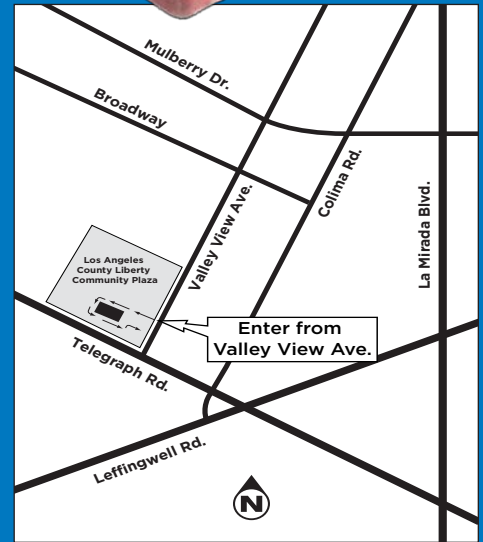 Mulberry Dr.
Broadway
Valley View Ave.
Colima Rd.
La Mirada Blvd.
Los Angeles
County Liberty
Community Plaza
Enter from
Valley View Ave.
Telegraph Rd.
Leffingwell Rd.
N